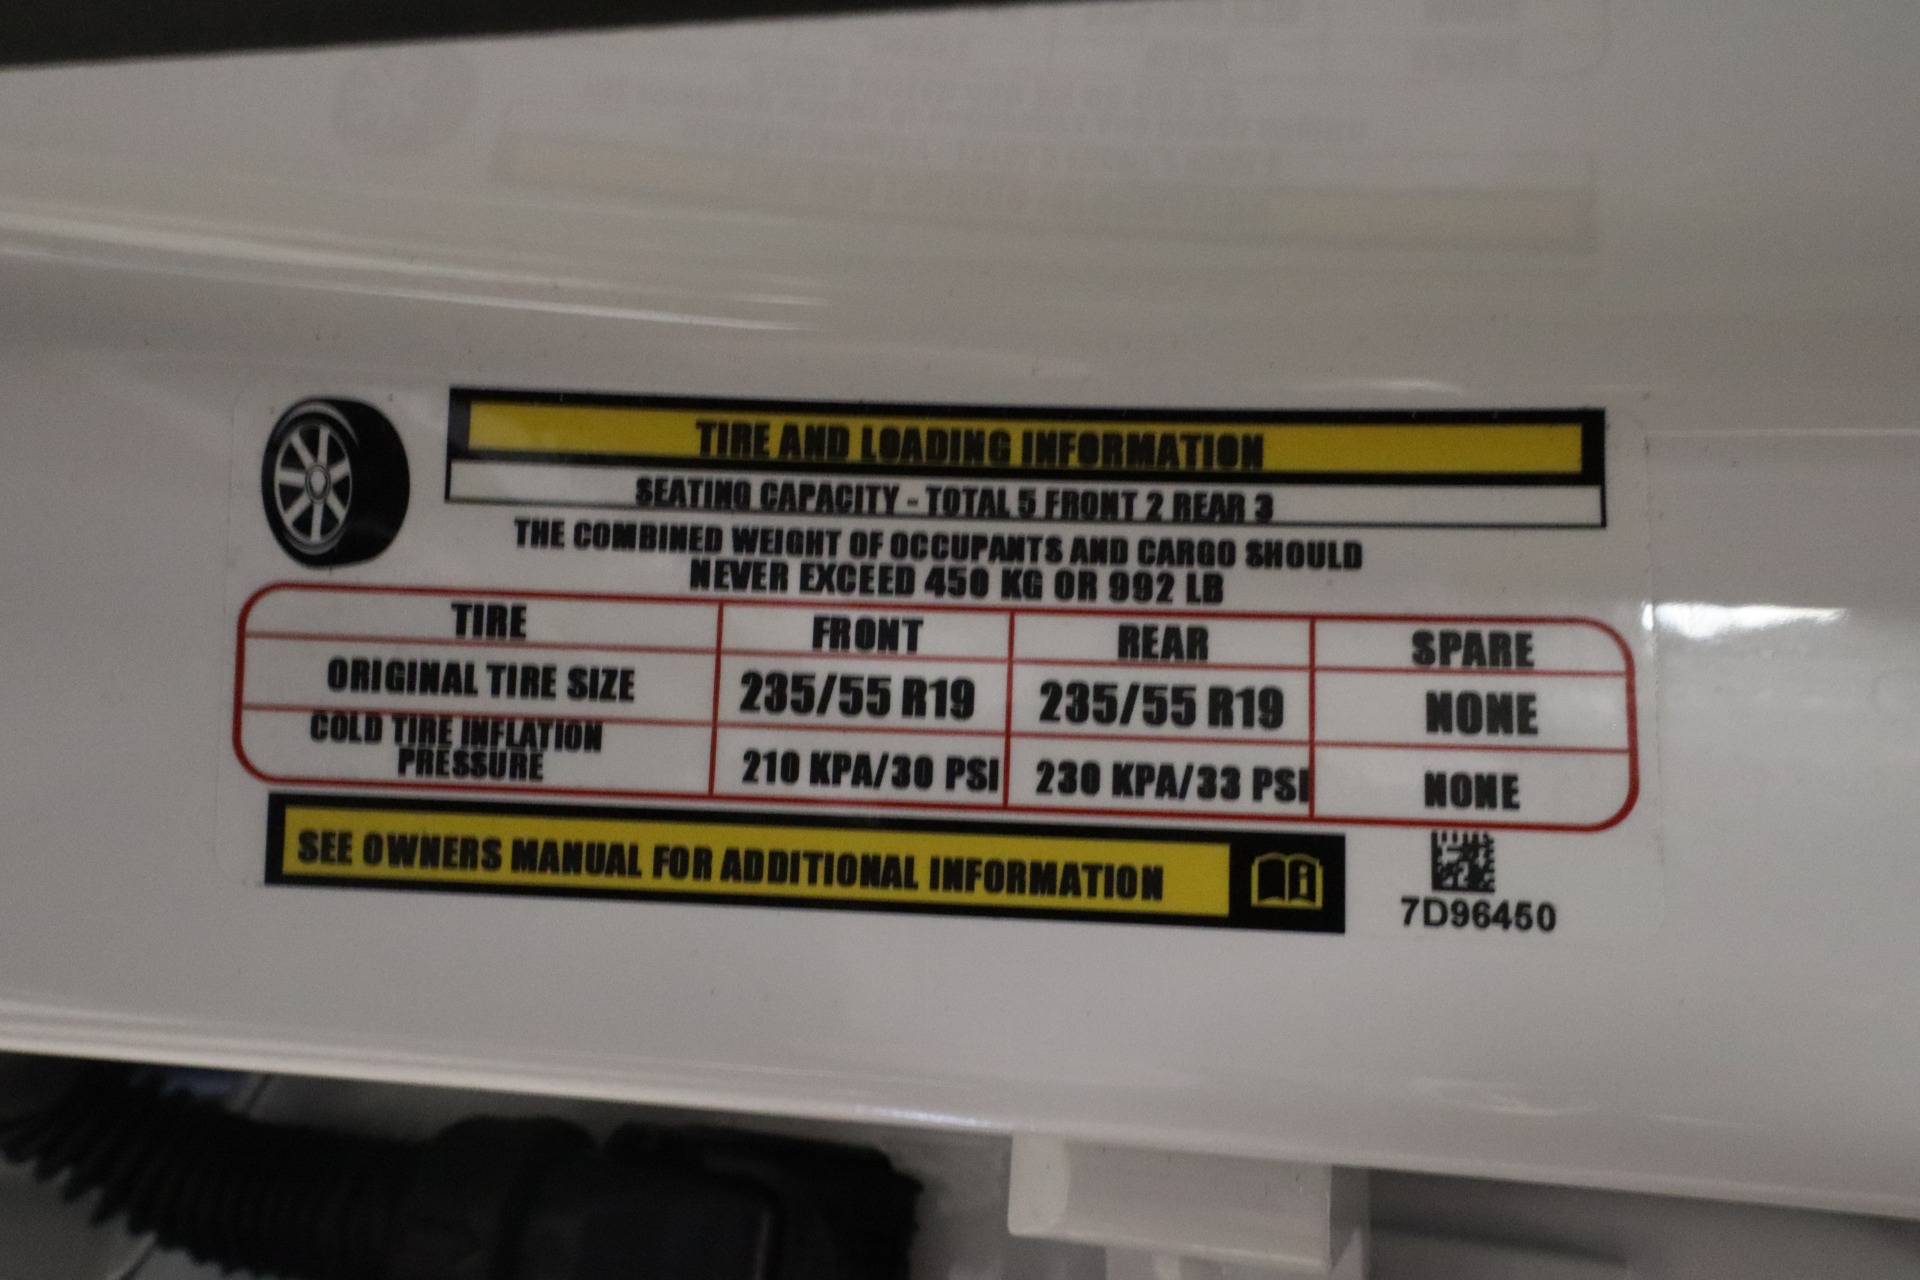 TIRE AND LOADING INFORMATION
SEATING CAPACITY - TOTAL 5 FRONT 2 REAR 3
THE COMBINED WEIGHT OF OCCUPANTS AND CARGO SHOULD
NEVER EXCEED 450 KG OR 992 LB
TIRE FRONT REAR SPARE
ORIGINAL TIRE SIZE 235/55 R19 235/55 R19 NONE
COLD TIRE INFLATION
PRESSURE 210 KPA/30 PSI 230 KPA/33 PSI NONE
SEE OWNERS MANUAL FOR ADDITIONAL INFORMATION
7D96450